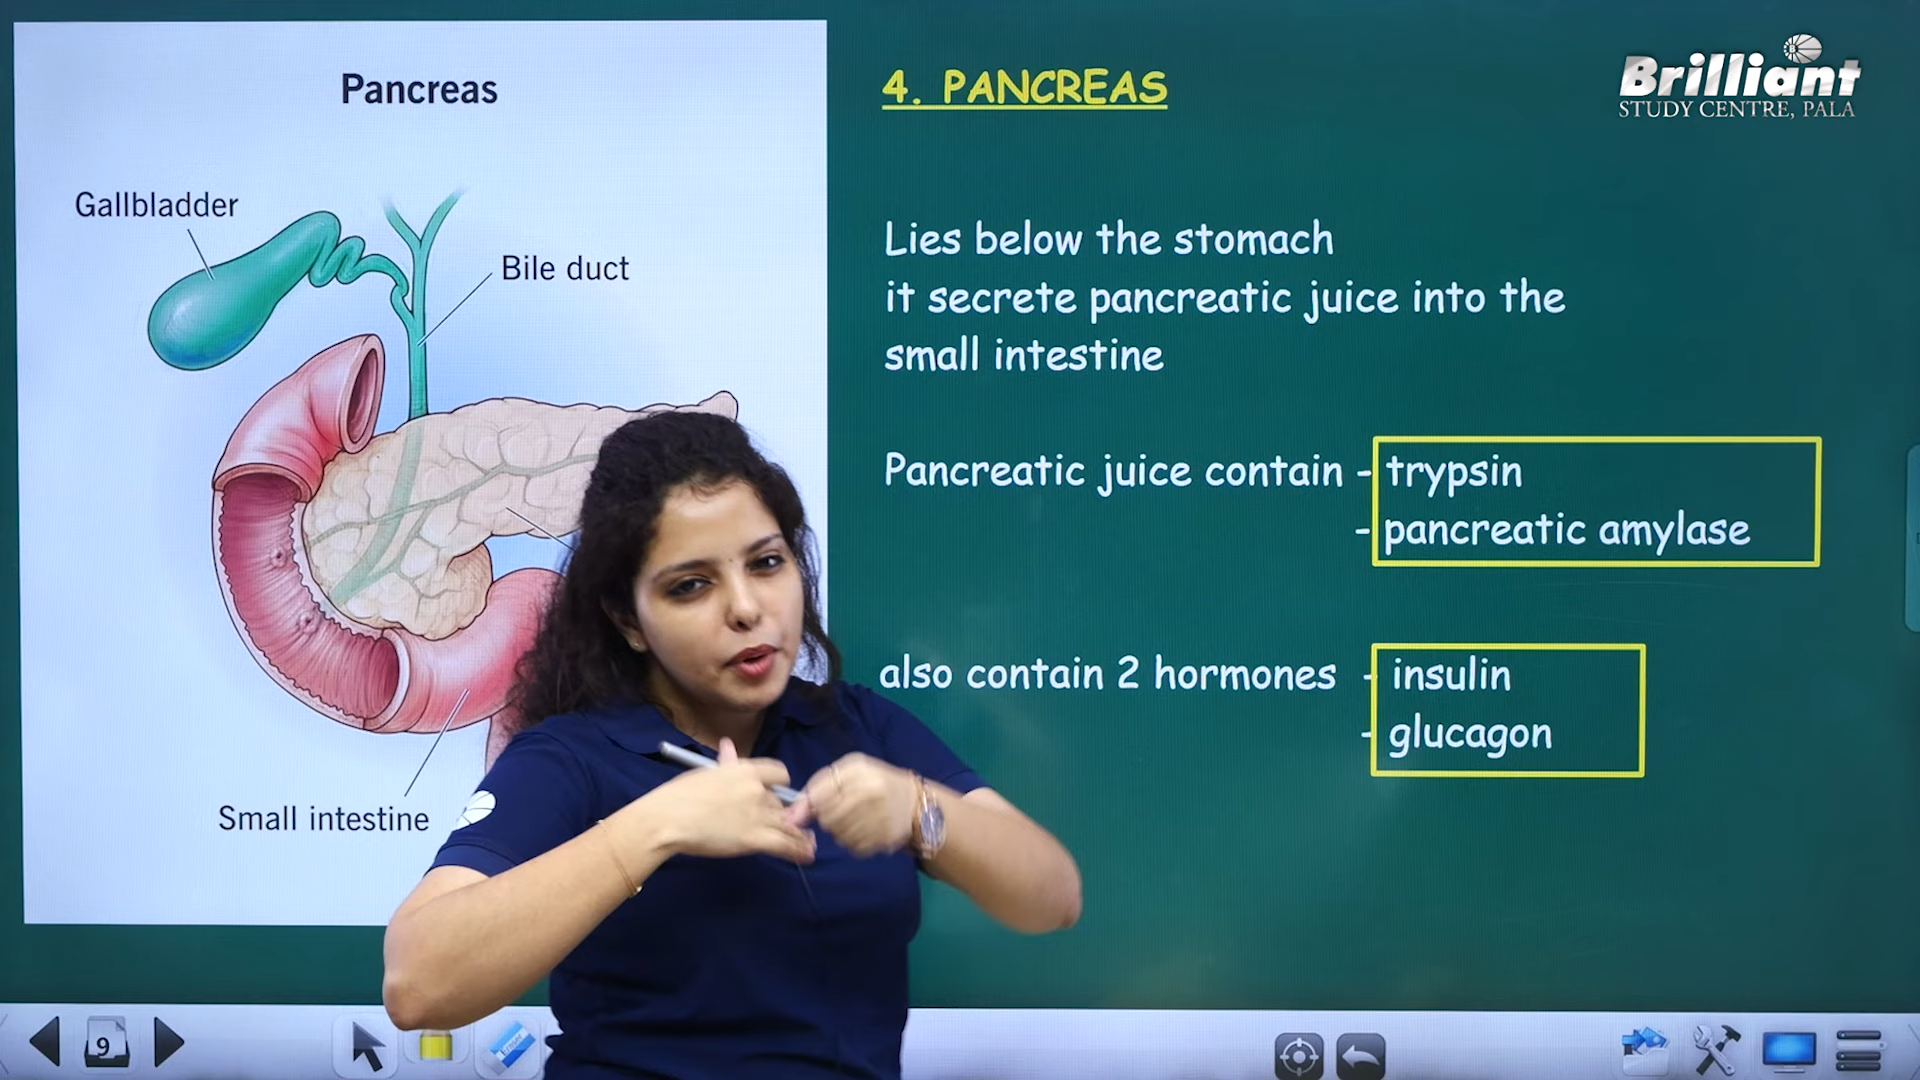 Pancreas
Gallbladder
Bile duct
Small intestine
4. PANCREAS
Brilliant
STUDY CENTRE, PALA
Lies below the stomach
it secrete pancreatic juice into the
small intestine
Pancreatic juice contain - trypsin
- pancreatic amylase
also contain 2 hormones - insulin
- glucagon
9